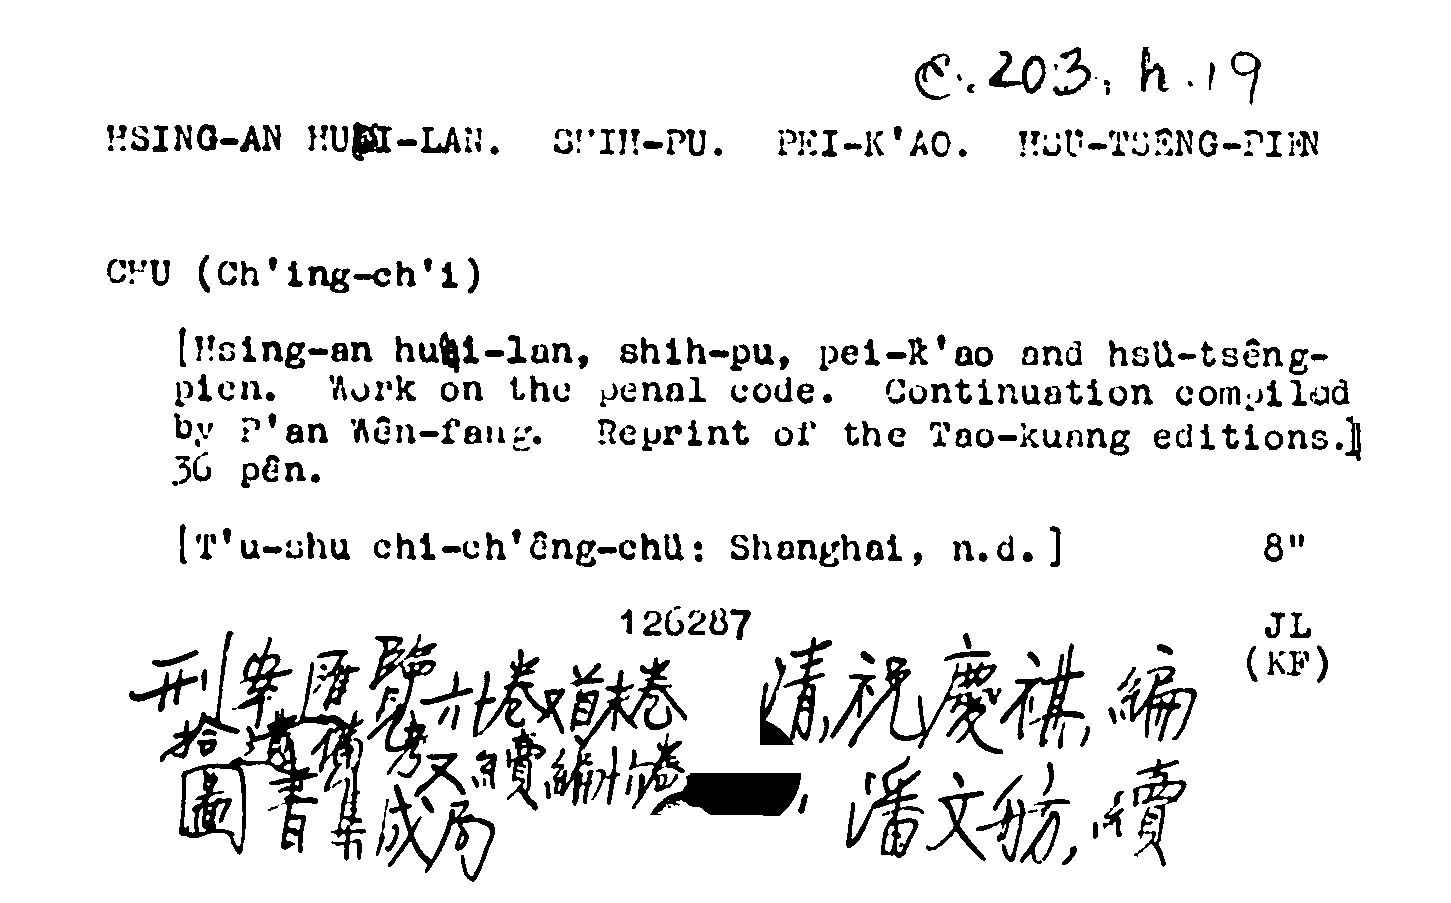 C. 203. h. 19
HSING-AN HUI-LAN. SHIH-PU. PEI-K'AO. HSÜ-TSÊNG-PIEN
CHU (Ch'ing-ch'i)
[Hsing-an hui-lan, shih-pu, pei-k'ao and hsü-tsêng-
pien. Work on the penal code. Continuation compiled
by P'an Wên-fang. Reprint of the Tao-kuang editions.]
36 pên.
[T'u-shu chi-ch'êng-chü: Shanghai, n.d.] 8"
126287 JL
(KF)
刑案匯覽六十卷又首末卷 清,祝慶祺,編
拾遺備考又續編十六卷
圖書集成局 潘文舫,續